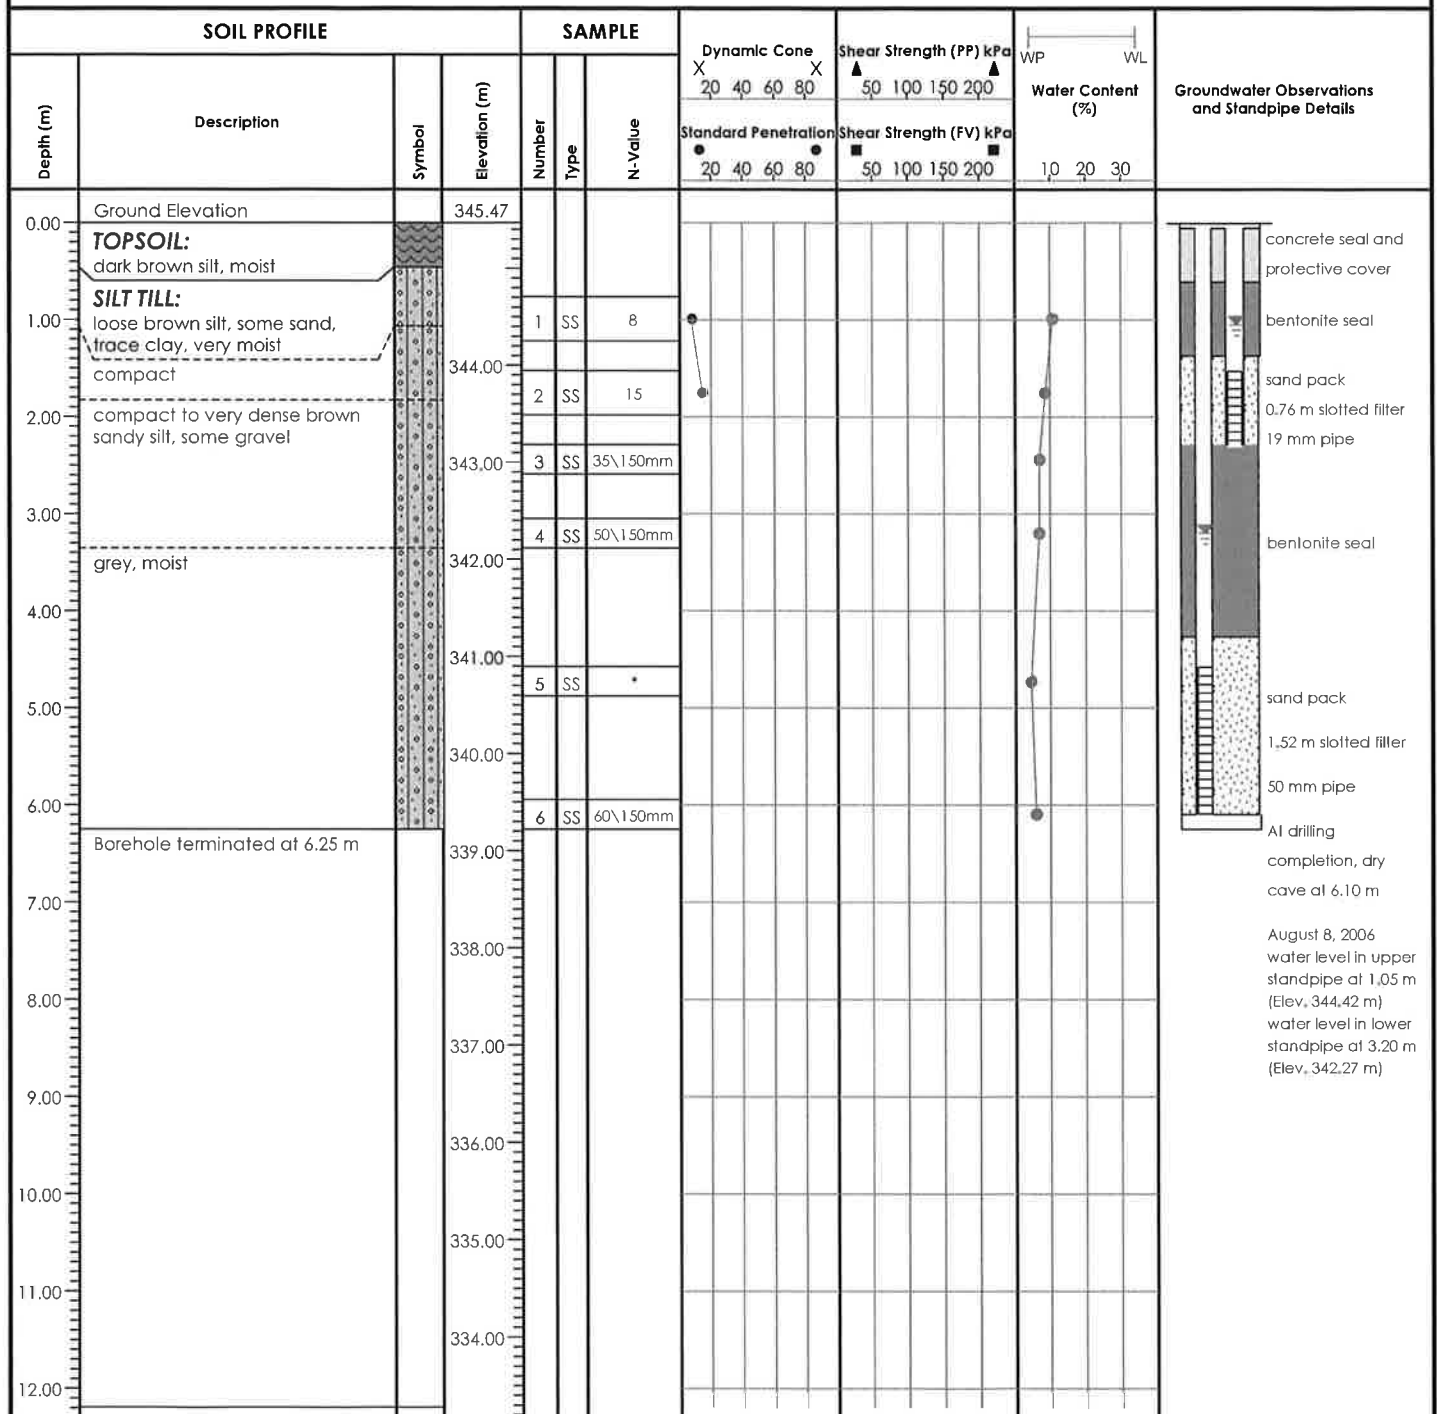 SOIL PROFILE
SAMPLE
Depth (m)
Description
Symbol
Elevation (m)
Number
Type
N-Value
Dynamic Cone
X X
20 40 60 80
Standard Penetration
20 40 60 80
Shear Strength (PP) kPa
50 100 150 200
Shear Strength (FV) kPa
50 100 150 200
WP WL
Water Content
(%)
10 20 30
Groundwater Observations
and Standpipe Details
Ground Elevation
345.47
0.00
TOPSOIL:
dark brown silt, moist
SILT TILL:
loose brown silt, some sand,
trace clay, very moist
compact
compact to very dense brown
sandy silt, some gravel
grey, moist
Borehole terminated at 6.25 m
1.00
2.00
3.00
4.00
5.00
6.00
7.00
8.00
9.00
10.00
11.00
12.00
344.00
343.00
342.00
341.00
340.00
339.00
338.00
337.00
336.00
335.00
334.00
1 SS 8
2 SS 15
3 SS 35\150mm
4 SS 50\150mm
5 SS *
6 SS 60\150mm
concrete seal and
protective cover
bentonite seal
sand pack
0.76 m slotted filter
19 mm pipe
bentonite seal
sand pack
1.52 m slotted filter
50 mm pipe
At drilling
completion, dry
cave at 6.10 m
August 8, 2006
water level in upper
standpipe at 1.05 m
(Elev. 344.42 m)
water level in lower
standpipe at 3.20 m
(Elev. 342.27 m)